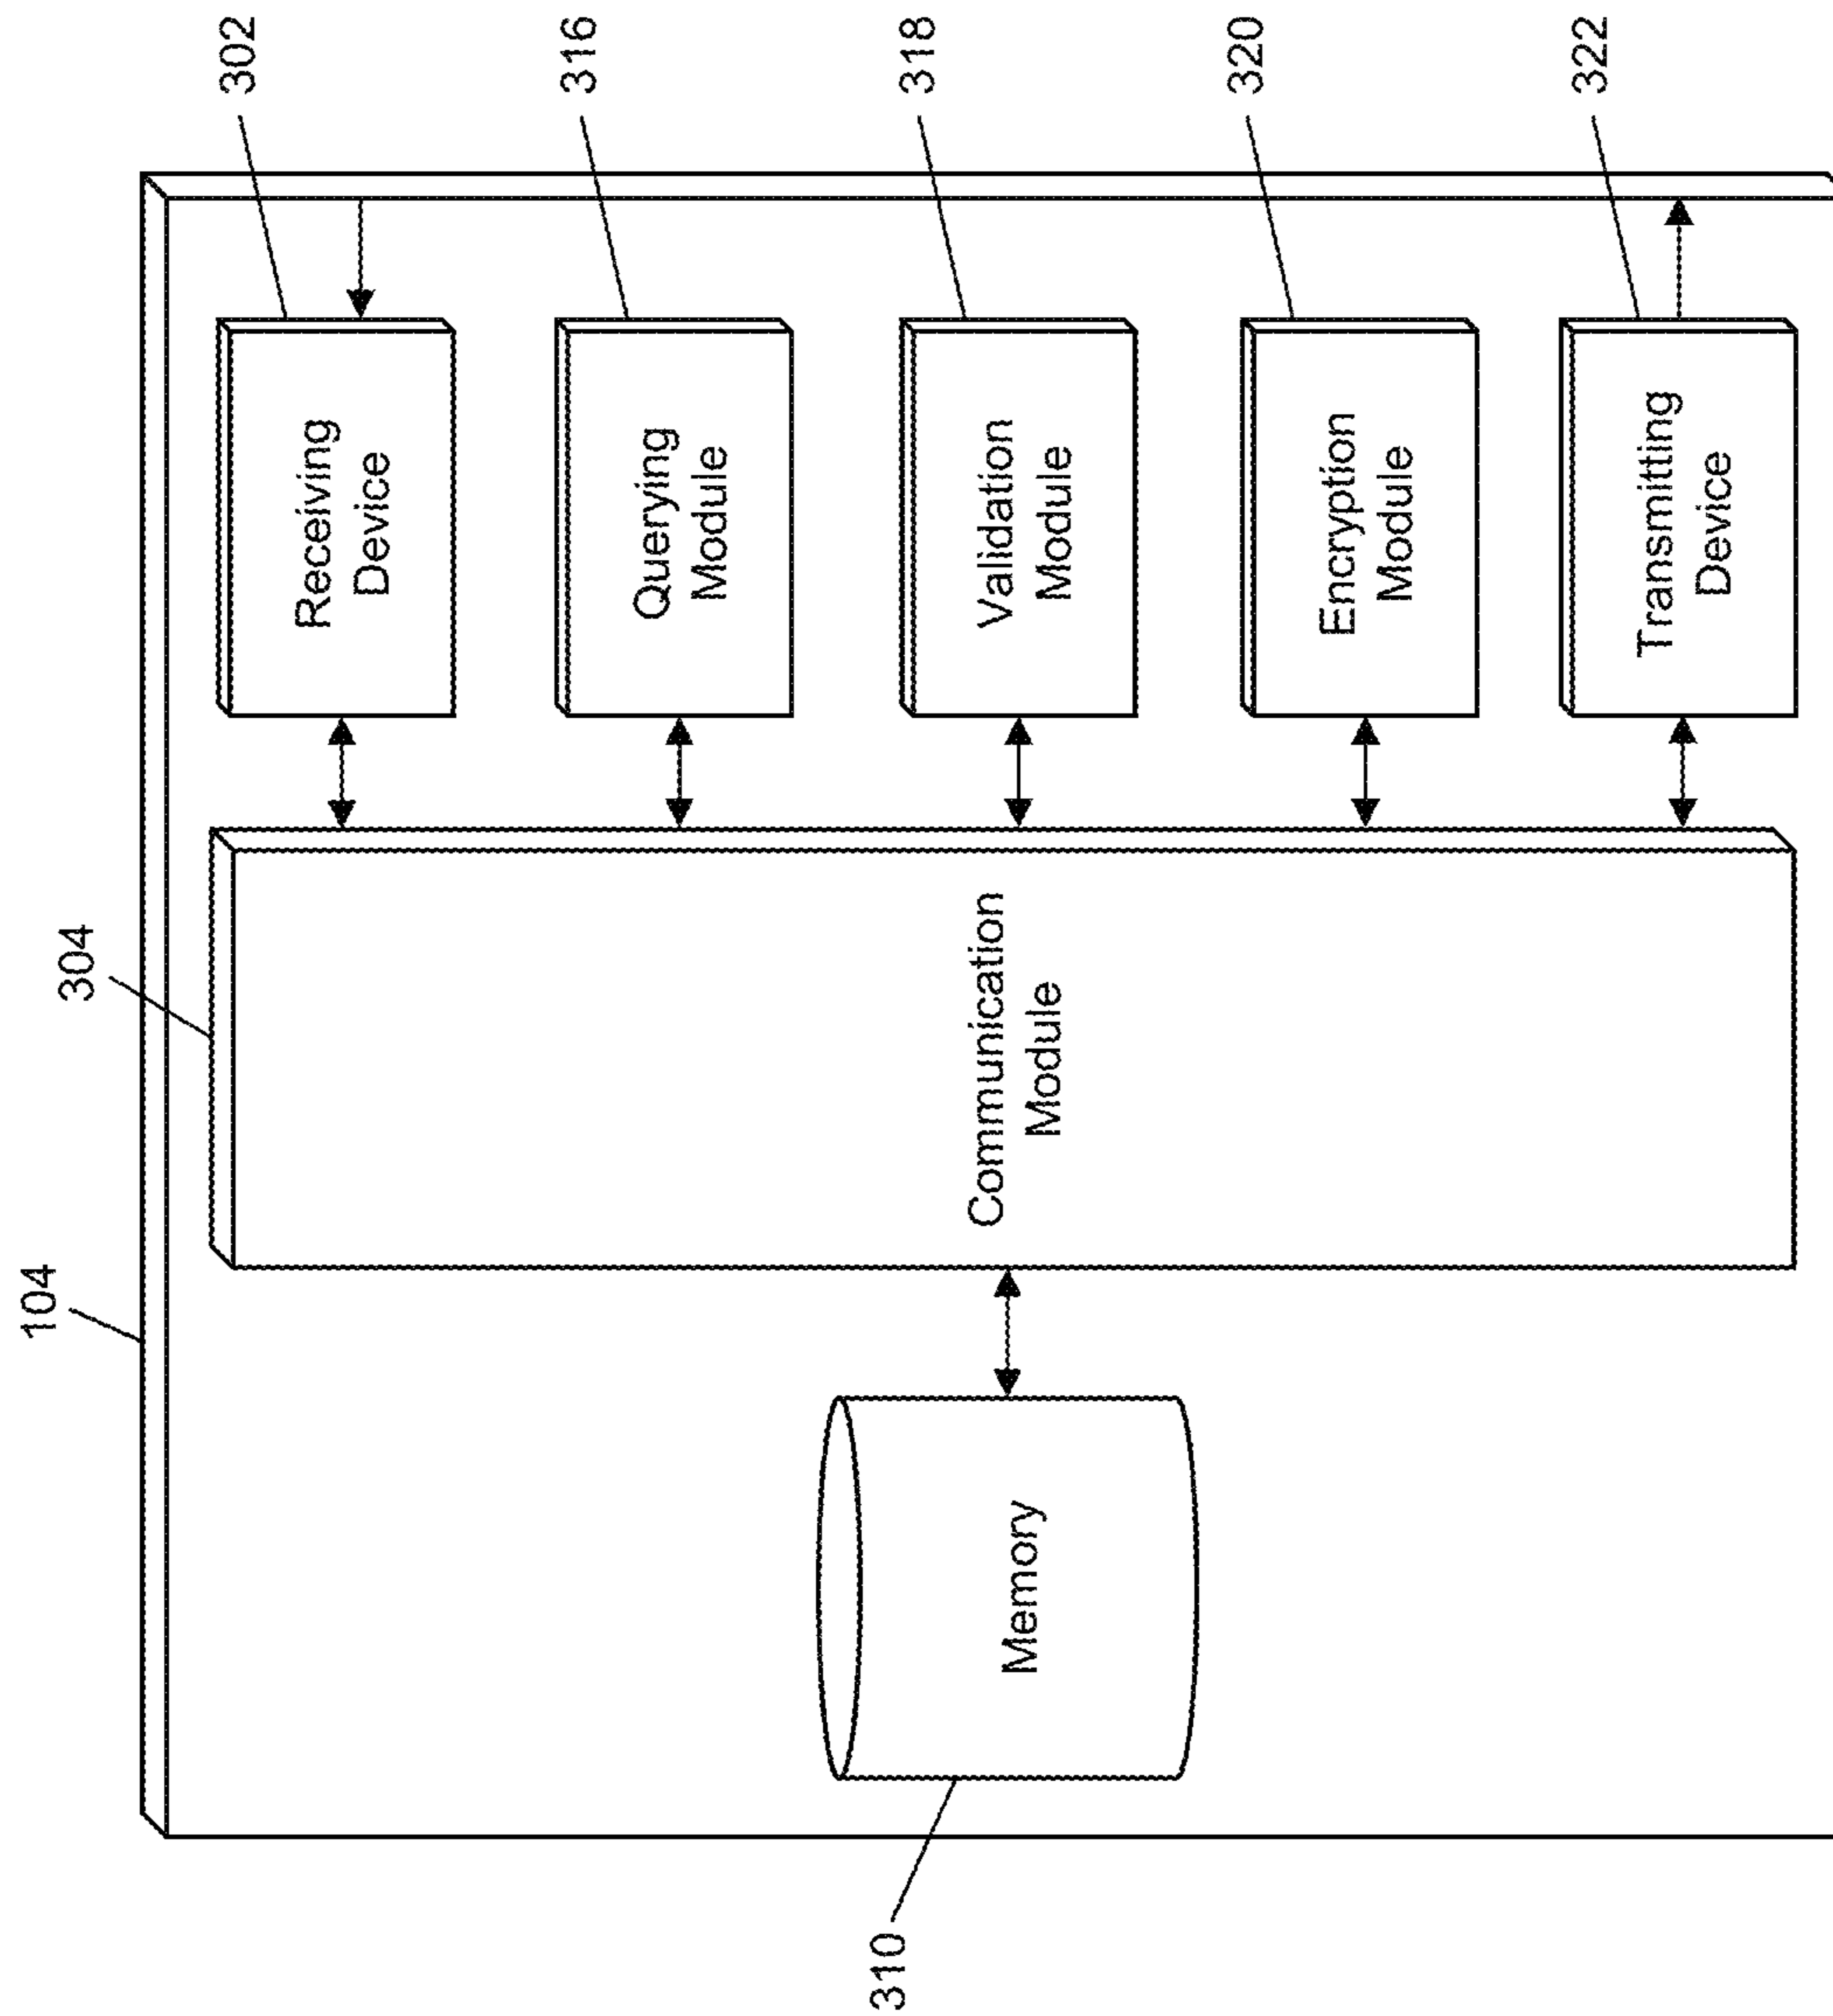 104
304
302
Receiving
Device
316
Querying
Module
310
Memory
Communication
Module
318
Validation
Module
320
Encryption
Module
322
Transmitting
Device